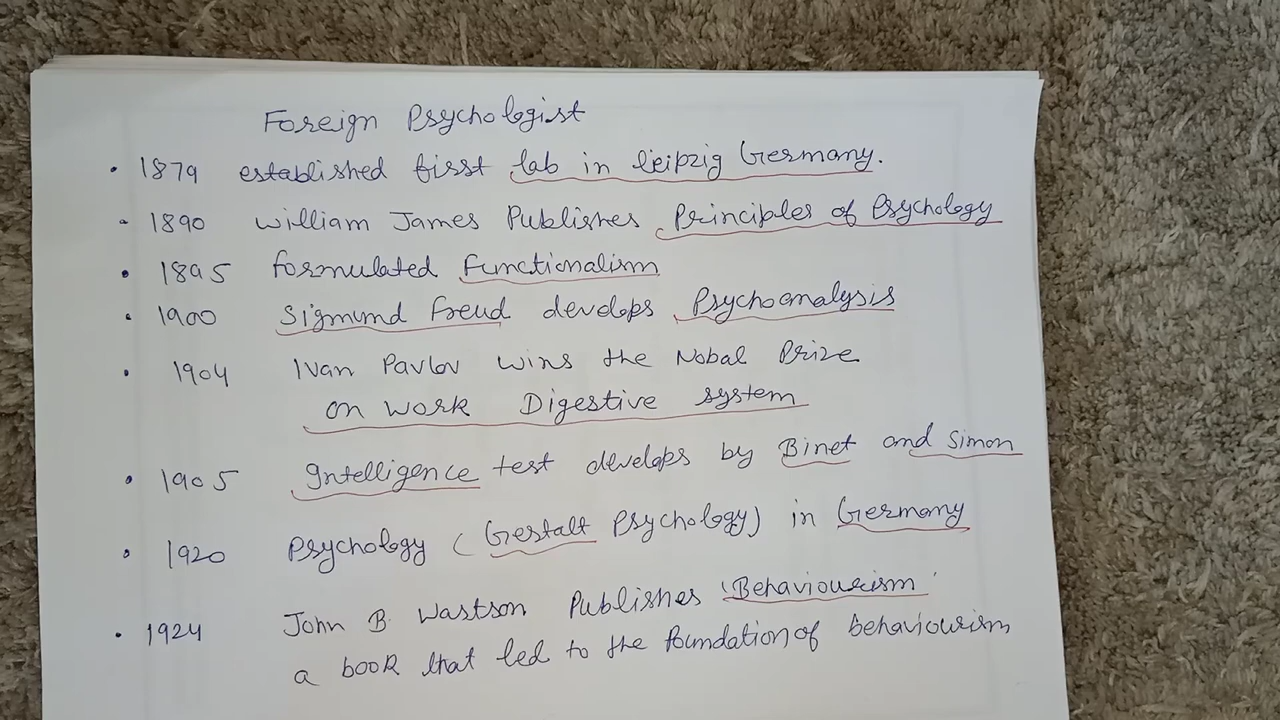 Foreign Psychologist
• 1879 established first lab in leipzig Germany.
• 1890 William James Publishes Principles of Psychology
• 1895 formulated Functionalism
• 1900 Sigmund Freud develops Psychoanalysis
• 1904 Ivan Pavlov wins the Nobal Prize
on work Digestive system
• 1905 Intelligence test develops by Binet and Simon
• 1920 Psychology (Gestalt Psychology) in Germany
• 1924 John B. Wastson Publishes 'Behaviourism'
a book that led to the foundation of behaviourism